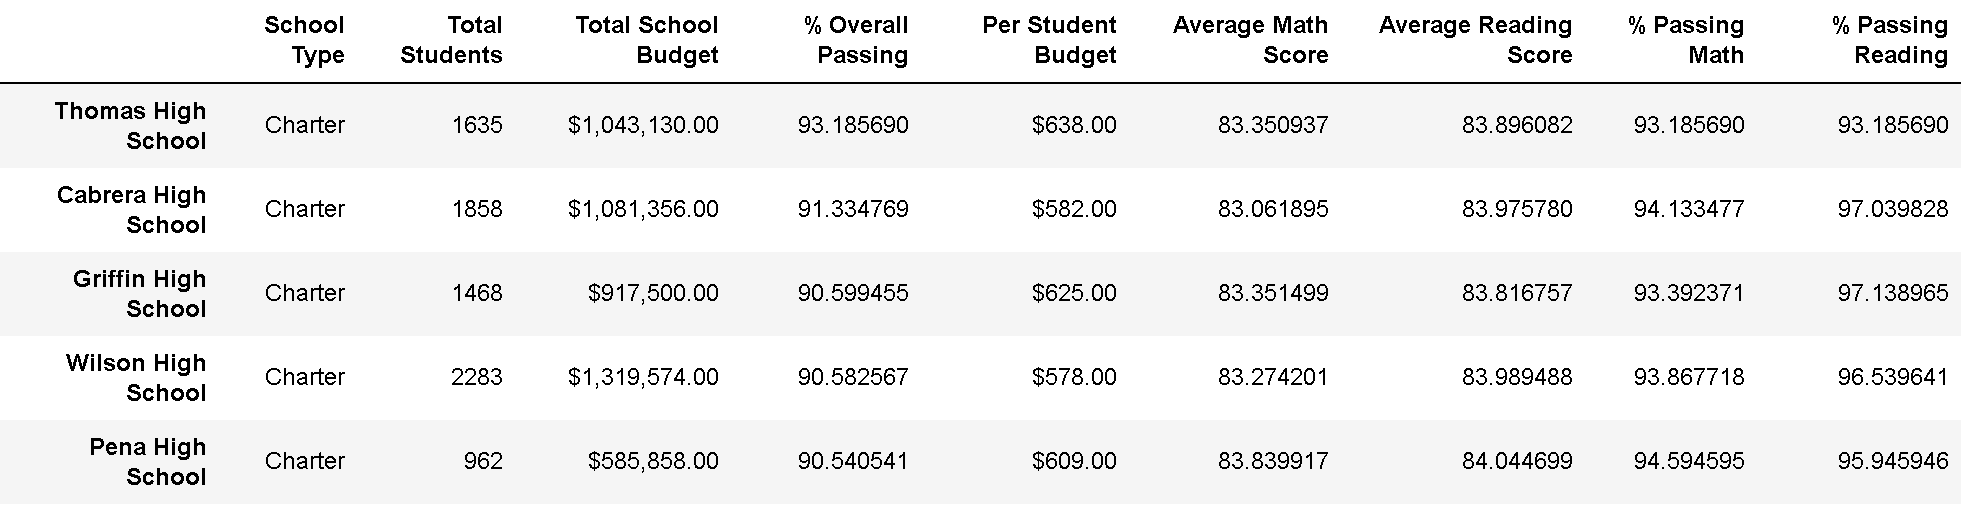 School Total Total School % Overall Per Student Average Math Average Reading % Passing % Passing
Type Students Budget Passing Budget Score Score Math Reading
Thomas High
School Charter 1635 $1,043,130.00 93.185690 $638.00 83.350937 83.896082 93.185690 93.185690
Cabrera High
School Charter 1858 $1,081,356.00 91.334769 $582.00 83.061895 83.975780 94.133477 97.039828
Griffin High
School Charter 1468 $917,500.00 90.599455 $625.00 83.351499 83.816757 93.392371 97.138965
Wilson High
School Charter 2283 $1,319,574.00 90.582567 $578.00 83.274201 83.989488 93.867718 96.539641
Pena High
School Charter 962 $585,858.00 90.540541 $609.00 83.839917 84.044699 94.594595 95.945946